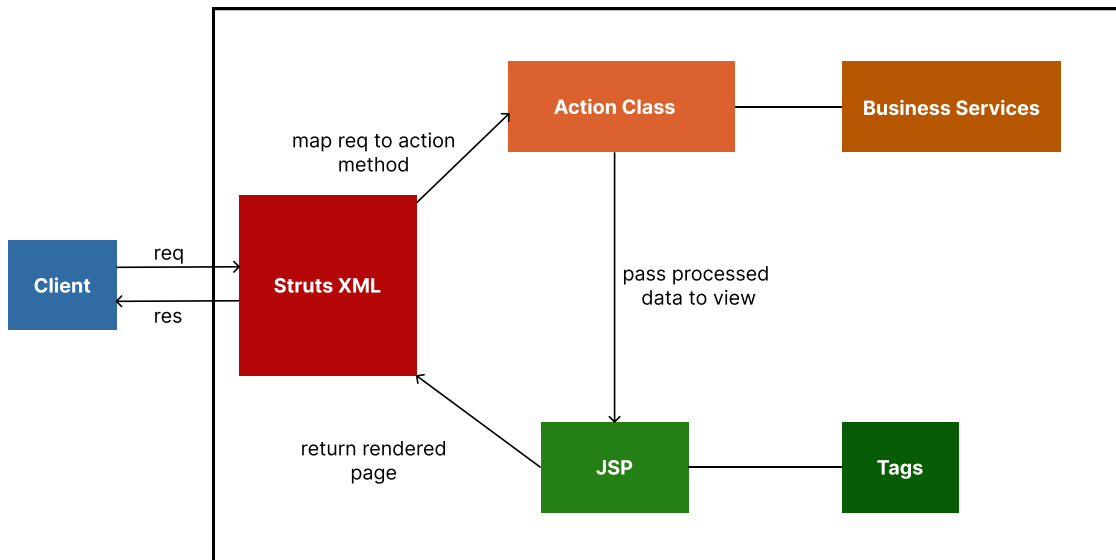 Action Class
Business Services
map req to action
method
req
Client
Struts XML
res
pass processed
data to view
return rendered
page
JSP
Tags